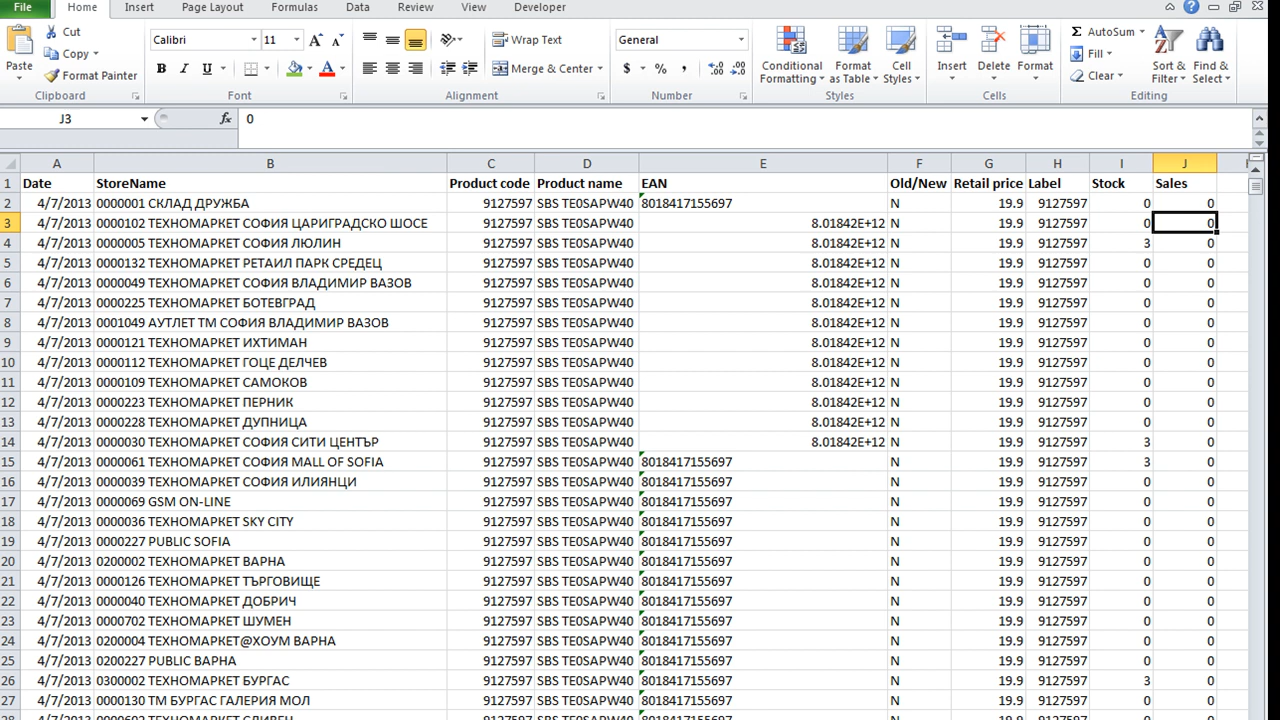 File Home Insert Page Layout Formulas Data Review View Developer
Cut Calibri 11 Wrap Text General AutoSum
Copy Fill
Paste Format Painter B I U Merge & Center $ % , Conditional Formatting Format as Table Cell Styles Insert Delete Format Clear Sort & Filter Find & Select
Clipboard Font Alignment Number Styles Cells Editing
J3 fx 0
A B C D E F G H I J
1 Date StoreName Product code Product name EAN Old/New Retail price Label Stock Sales
2 4/7/2013 0000001 СКЛАД ДРУЖБА 9127597 SBS TE0SAPW40 8018417155697 N 19.9 9127597 0 0
3 4/7/2013 0000102 ТЕХНОМАРКЕТ СОФИЯ ЦАРИГРАДСКО ШОСЕ 9127597 SBS TE0SAPW40 8.01842E+12 N 19.9 9127597 0 0
4 4/7/2013 0000005 ТЕХНОМАРКЕТ СОФИЯ ЛЮЛИН 9127597 SBS TE0SAPW40 8.01842E+12 N 19.9 9127597 3 0
5 4/7/2013 0000132 ТЕХНОМАРКЕТ РЕТАИЛ ПАРК СРЕДЕЦ 9127597 SBS TE0SAPW40 8.01842E+12 N 19.9 9127597 0 0
6 4/7/2013 0000049 ТЕХНОМАРКЕТ СОФИЯ ВЛАДИМИР ВАЗОВ 9127597 SBS TE0SAPW40 8.01842E+12 N 19.9 9127597 0 0
7 4/7/2013 0000225 ТЕХНОМАРКЕТ БОТЕВГРАД 9127597 SBS TE0SAPW40 8.01842E+12 N 19.9 9127597 0 0
8 4/7/2013 0001049 АУТЛЕТ ТМ СОФИЯ ВЛАДИМИР ВАЗОВ 9127597 SBS TE0SAPW40 8.01842E+12 N 19.9 9127597 0 0
9 4/7/2013 0000121 ТЕХНОМАРКЕТ ИХТИМАН 9127597 SBS TE0SAPW40 8.01842E+12 N 19.9 9127597 0 0
10 4/7/2013 0000112 ТЕХНОМАРКЕТ ГОЦЕ ДЕЛЧЕВ 9127597 SBS TE0SAPW40 8.01842E+12 N 19.9 9127597 0 0
11 4/7/2013 0000109 ТЕХНОМАРКЕТ САМОКОВ 9127597 SBS TE0SAPW40 8.01842E+12 N 19.9 9127597 0 0
12 4/7/2013 0000223 ТЕХНОМАРКЕТ ПЕРНИК 9127597 SBS TE0SAPW40 8.01842E+12 N 19.9 9127597 0 0
13 4/7/2013 0000228 ТЕХНОМАРКЕТ ДУПНИЦА 9127597 SBS TE0SAPW40 8.01842E+12 N 19.9 9127597 0 0
14 4/7/2013 0000030 ТЕХНОМАРКЕТ СОФИЯ СИТИ ЦЕНТЪР 9127597 SBS TE0SAPW40 8.01842E+12 N 19.9 9127597 3 0
15 4/7/2013 0000061 ТЕХНОМАРКЕТ СОФИЯ MALL OF SOFIA 9127597 SBS TE0SAPW40 8018417155697 N 19.9 9127597 3 0
16 4/7/2013 0000039 ТЕХНОМАРКЕТ СОФИЯ ИЛИЯНЦИ 9127597 SBS TE0SAPW40 8018417155697 N 19.9 9127597 0 0
17 4/7/2013 0000069 GSM ON-LINE 9127597 SBS TE0SAPW40 8018417155697 N 19.9 9127597 0 0
18 4/7/2013 0000036 ТЕХНОМАРКЕТ SKY CITY 9127597 SBS TE0SAPW40 8018417155697 N 19.9 9127597 0 0
19 4/7/2013 0000227 PUBLIC SOFIA 9127597 SBS TE0SAPW40 8018417155697 N 19.9 9127597 0 0
20 4/7/2013 0200002 ТЕХНОМАРКЕТ ВАРНА 9127597 SBS TE0SAPW40 8018417155697 N 19.9 9127597 0 0
21 4/7/2013 0000126 ТЕХНОМАРКЕТ ТЪРГОВИЩЕ 9127597 SBS TE0SAPW40 8018417155697 N 19.9 9127597 0 0
22 4/7/2013 0000040 ТЕХНОМАРКЕТ ДОБРИЧ 9127597 SBS TE0SAPW40 8018417155697 N 19.9 9127597 0 0
23 4/7/2013 0000702 ТЕХНОМАРКЕТ ШУМЕН 9127597 SBS TE0SAPW40 8018417155697 N 19.9 9127597 0 0
24 4/7/2013 0200004 ТЕХНОМАРКЕТ@ХОУМ ВАРНА 9127597 SBS TE0SAPW40 8018417155697 N 19.9 9127597 0 0
25 4/7/2013 0200227 PUBLIC ВАРНА 9127597 SBS TE0SAPW40 8018417155697 N 19.9 9127597 0 0
26 4/7/2013 0300002 ТЕХНОМАРКЕТ БУРГАС 9127597 SBS TE0SAPW40 8018417155697 N 19.9 9127597 3 0
27 4/7/2013 0000130 ТМ БУРГАС ГАЛЕРИЯ МОЛ 9127597 SBS TE0SAPW40 8018417155697 N 19.9 9127597 0 0